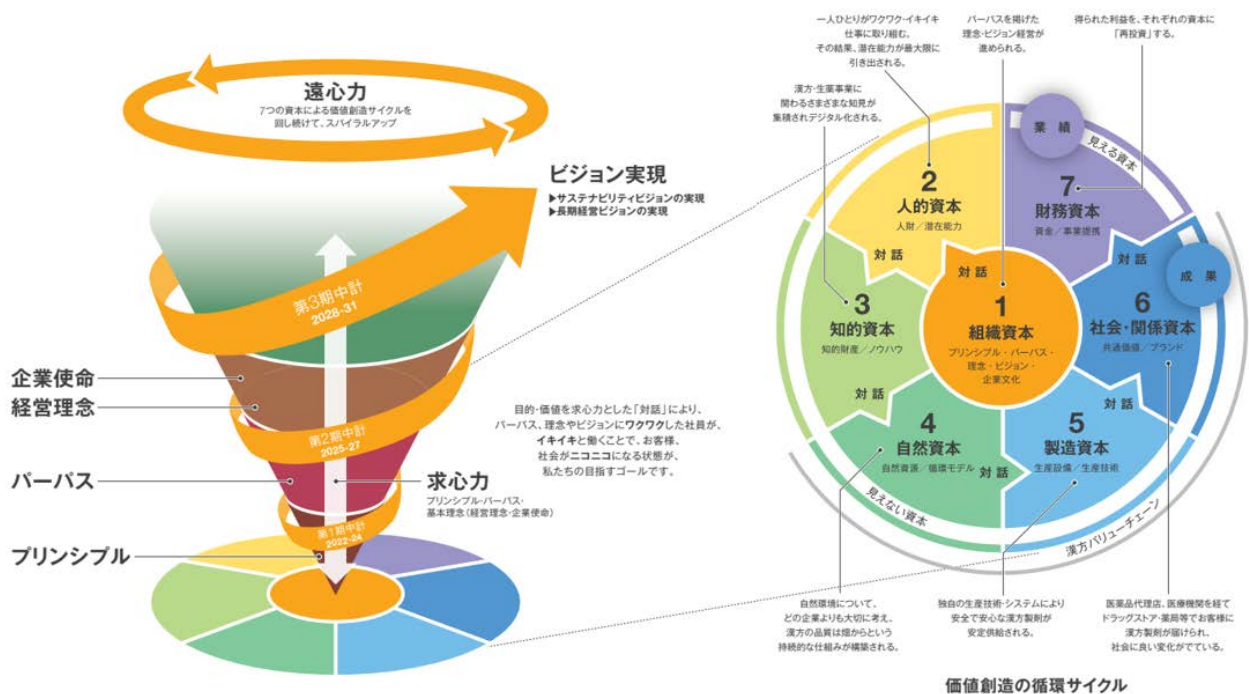 遠心力
7つの資本による価値創造サイクルを
回し続けて、スパイラルアップ
ビジョン実現
▶サステナビリティビジョンの実現
▶長期経営ビジョンの実現
第3期中計
2028-31
企業使命
経営理念
第2期中計
2025-27
目的・価値を求心力とした「対話」により、
パーパス、理念やビジョンにワクワクした社員が、
イキイキと働くことで、お客様、
社会がニコニコになる状態が、
私たちの目指すゴールです。
パーパス
求心力
プリンシプル・パーパス・
基本理念(経営理念・企業使命)
第1期中計
2022-24
プリンシプル
一人ひとりがワクワク・イキイキ
仕事に取り組む。
その結果、潜在能力が最大限に
引き出される。
パーパスを掲げた
理念・ビジョン経営が
進められる。
得られた利益を、それぞれの資本に
「再投資」する。
漢方・生薬事業に
関わるさまざまな知見が
集積されデジタル化される。
業績
見える資本
2
人的資本
人財/潜在能力
7
財務資本
資金/事業提携
対話
対話
対話
成果
3
知的資本
知的財産/ノウハウ
1
組織資本
プリンシプル・パーパス・
理念・ビジョン・
企業文化
6
社会・関係資本
共通価値/ブランド
対話
対話
4
自然資本
自然資源/循環モデル
対話
5
製造資本
生産設備/生産技術
見えない資本
漢方バリューチェーン
自然環境について、
どの企業よりも大切に考え、
漢方の品質は畑からという
持続的な仕組みが構築される。
独自の生産技術・システムにより
安全で安心な漢方製剤が
安定供給される。
医薬品代理店、医療機関を経て
ドラッグストア・薬局等でお客様に
漢方製剤が届けられ、
社会に良い変化がでている。
価値創造の循環サイクル